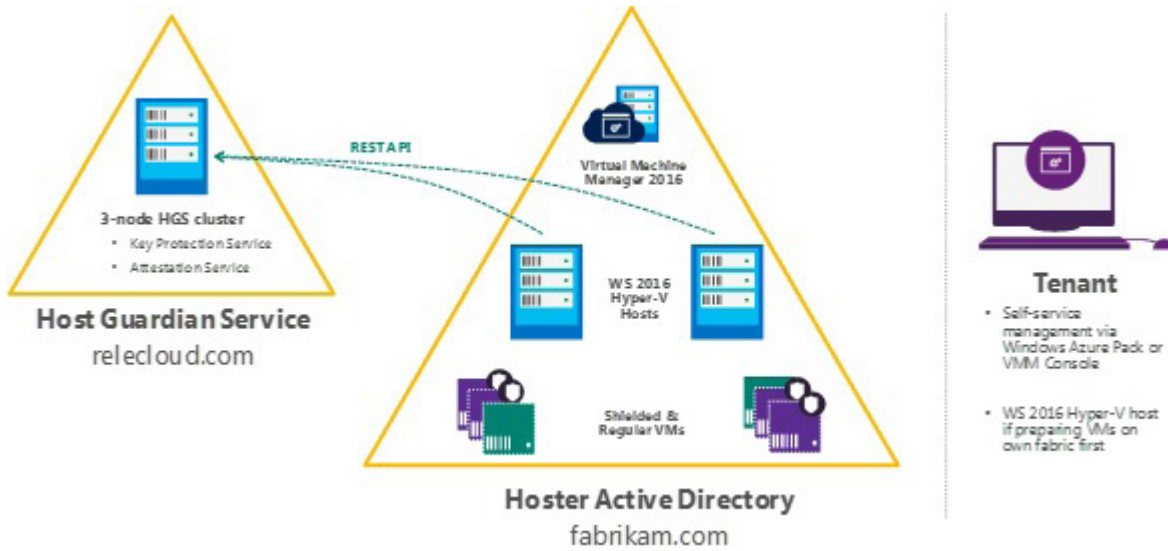 REST API
Virtual Machine
Manager 2016
3-node HGS cluster
• Key Protection Service
• Attestation Service
Host Guardian Service
relecloud.com
WS 2016
Hyper-V
Hosts
Shielded &
Regular VMs
Hoster Active Directory
fabrikam.com
Tenant
• Self-service
management via
Windows Azure Pack or
VMM Console
• WS 2016 Hyper-V host
if preparing VMs on
own fabric first